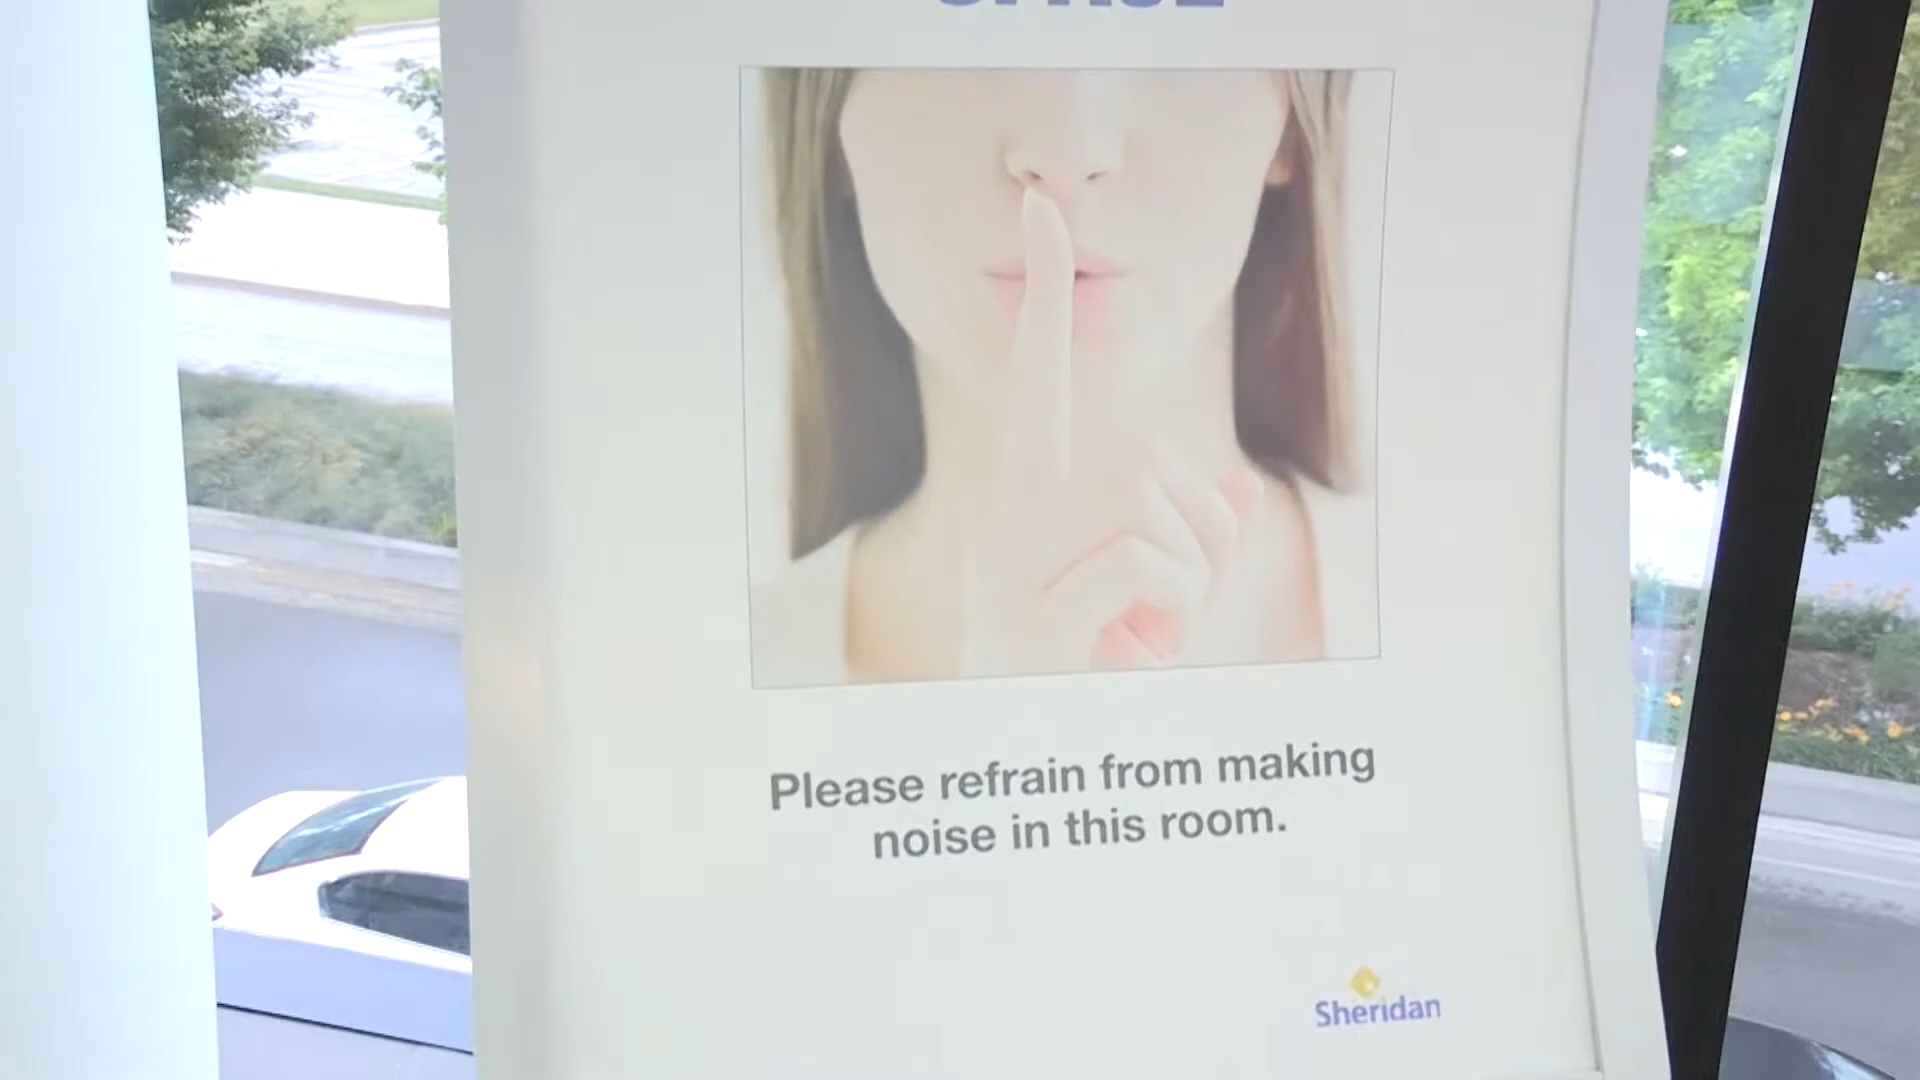 Please refrain from making
noise in this room.
Sheridan